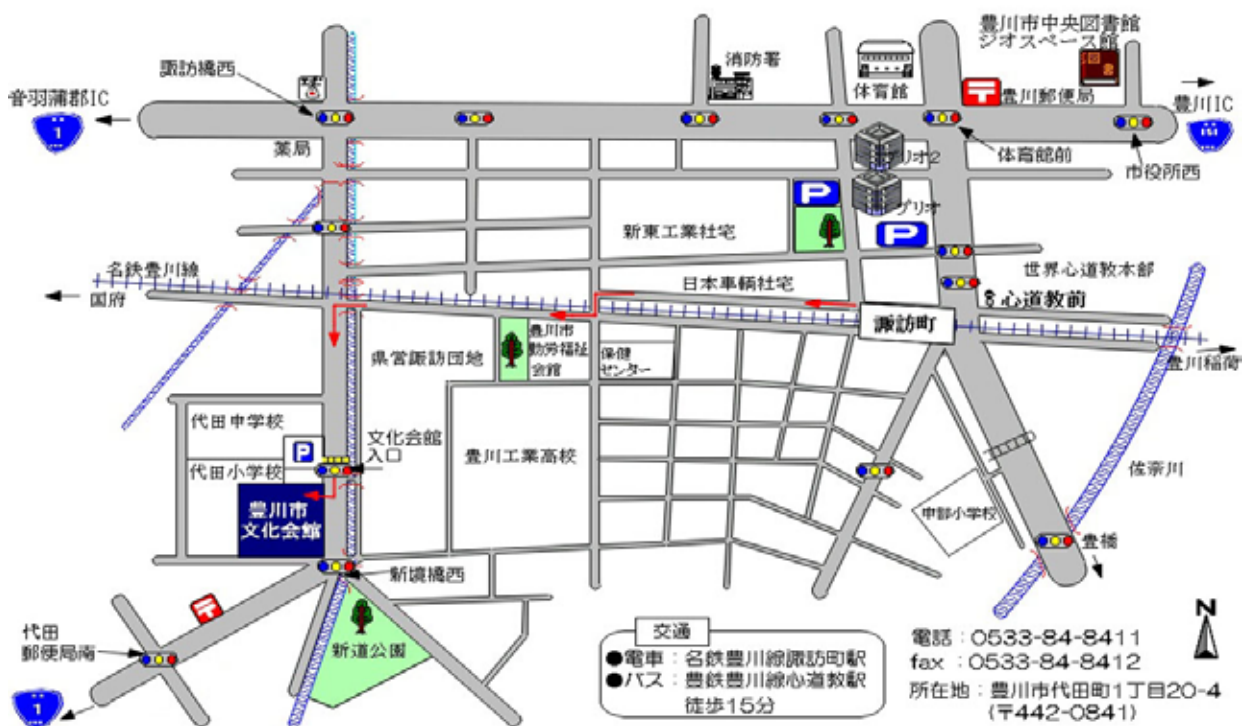 諏訪橋西
音羽蒲郡IC
1
薬局
消防署
体育館
豊川市中央図書館
ジオスペース館
〒
豊川郵便局
豊川IC
151
体育館前
市役所西
プリオ2
プリオ
P
P
新東工業社宅
日本車輌社宅
名鉄豊川線
国府
世界心道教本部
心道教前
諏訪町
豊川稲荷
県営諏訪団地
豊川市
勤労福祉
会館
保健
センター
代田中学校
P
代田小学校
文化会館
入口
豊川市
文化会館
豊川工業高校
佐奈川
中部小学校
豊橋
新境橋西
〒
代田
郵便局南
新道公園
1
交通
●電車:名鉄豊川線諏訪町駅
●バス:豊鉄豊川線心道教駅
徒歩15分
N
電話:0533-84-8411
fax:0533-84-8412
所在地:豊川市代田町1丁目20-4
(〒442-0841)